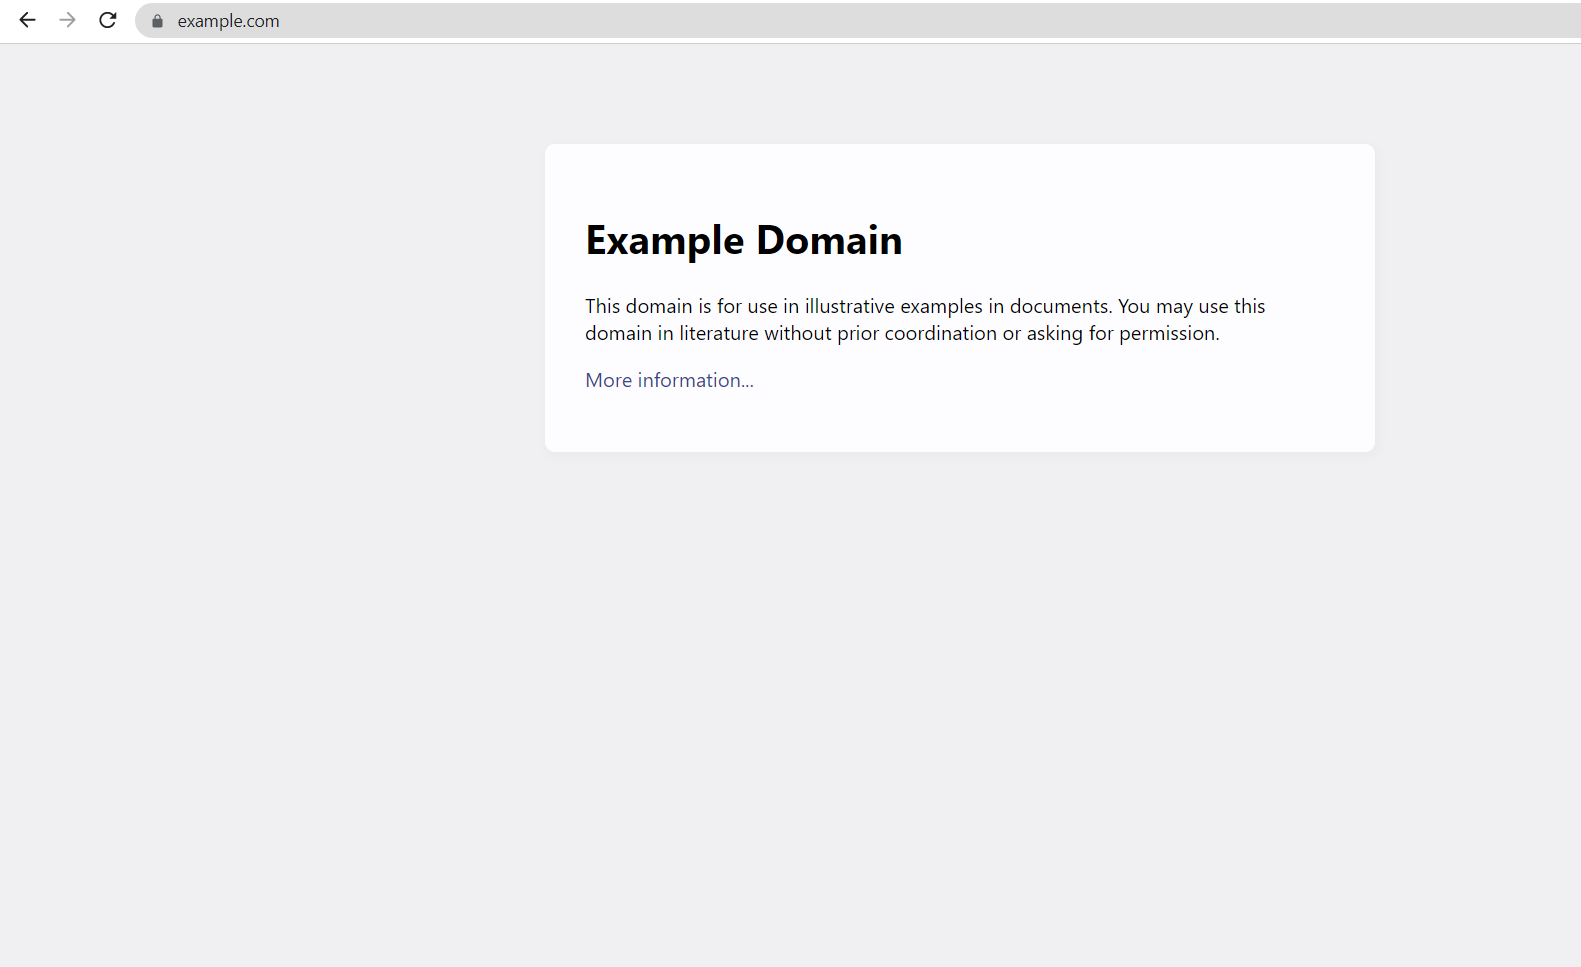 example.com
Example Domain
This domain is for use in illustrative examples in documents. You may use this
domain in literature without prior coordination or asking for permission.
More information...